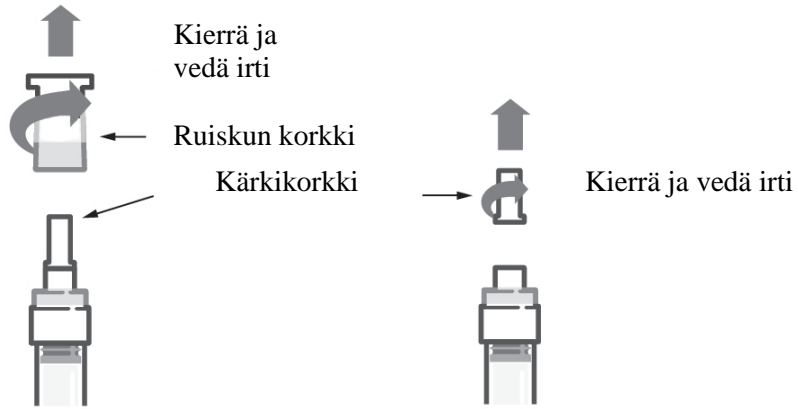 Kierrä ja
vedä irti
Ruiskun korkki
Kärkikorkki
Kierrä ja vedä irti